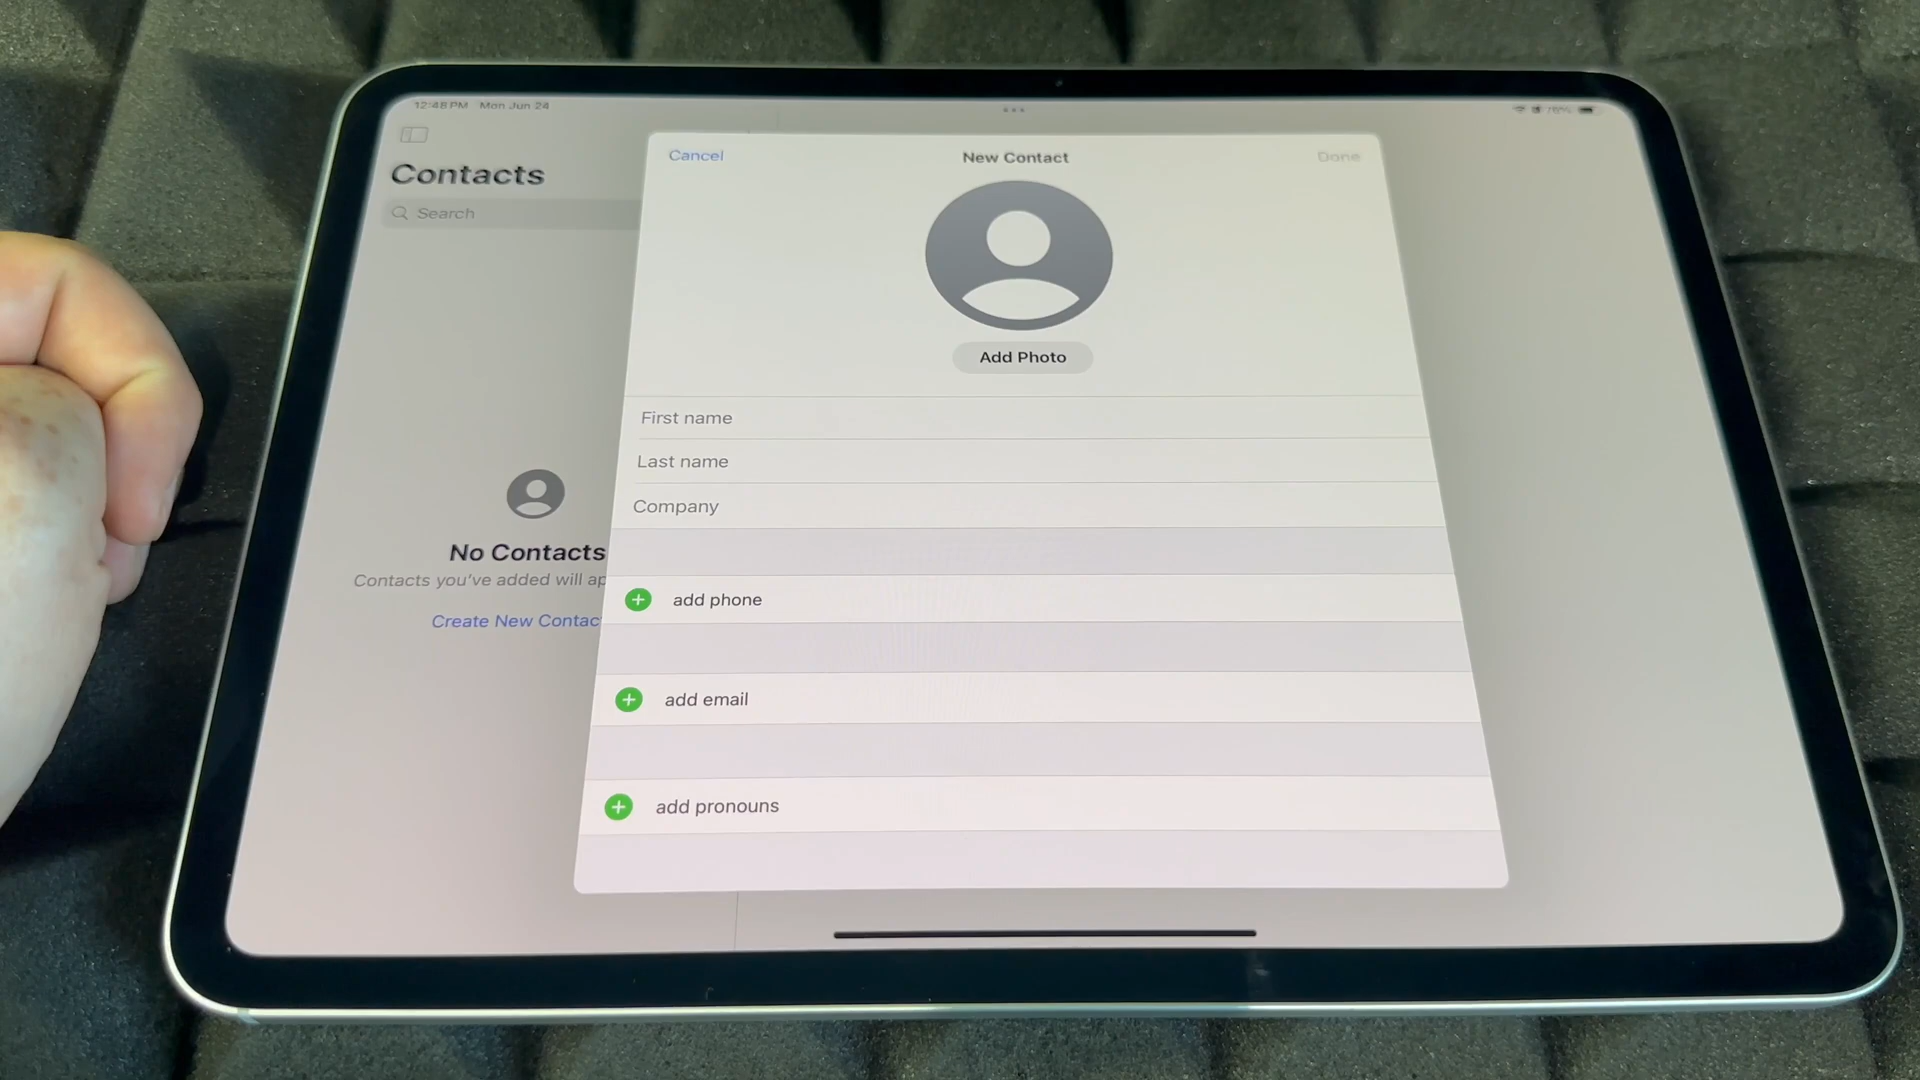 12:48 PM Mon Jun 24
76%
Contacts
Search
No Contacts
Contacts you've added will ap
Create New Contac
Cancel
New Contact
Done
Add Photo
First name
Last name
Company
add phone
add email
add pronouns